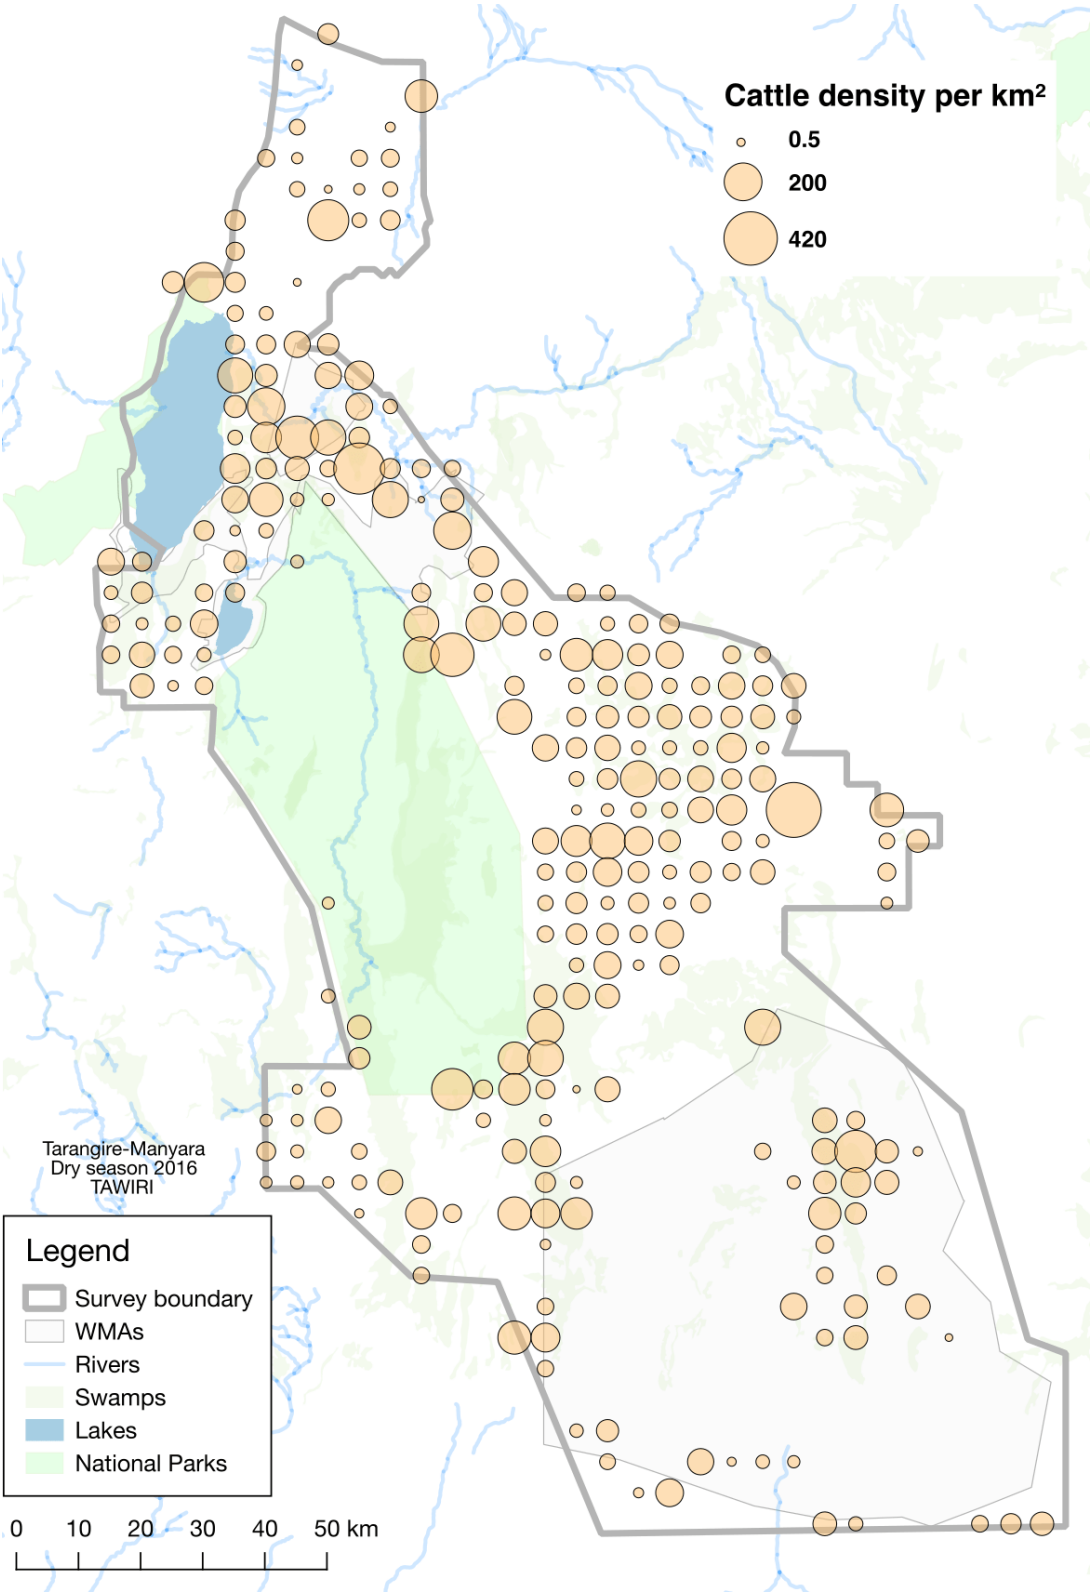 Cattle density per km²
0.5
200
420
Tarangire-Manyara
Dry season 2016
TAWIRI
Legend
Survey boundary
WMAs
Rivers
Swamps
Lakes
National Parks
0 10 20 30 40 50 km